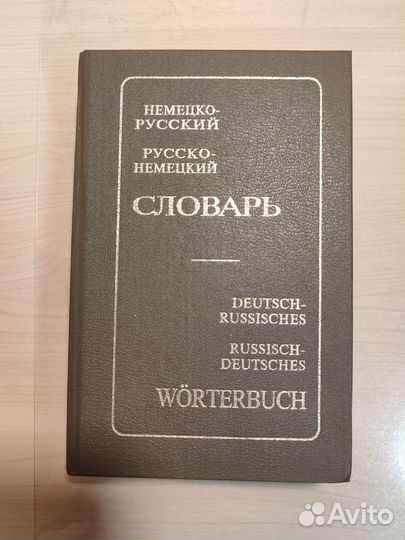 НЕМЕЦКО-
РУССКИЙ
РУССКО-
НЕМЕЦКИЙ
СЛОВАРЬ
DEUTSCH-
RUSSISCHES
RUSSISCH-
DEUTSCHES
WÖRTERBUCH
Avito